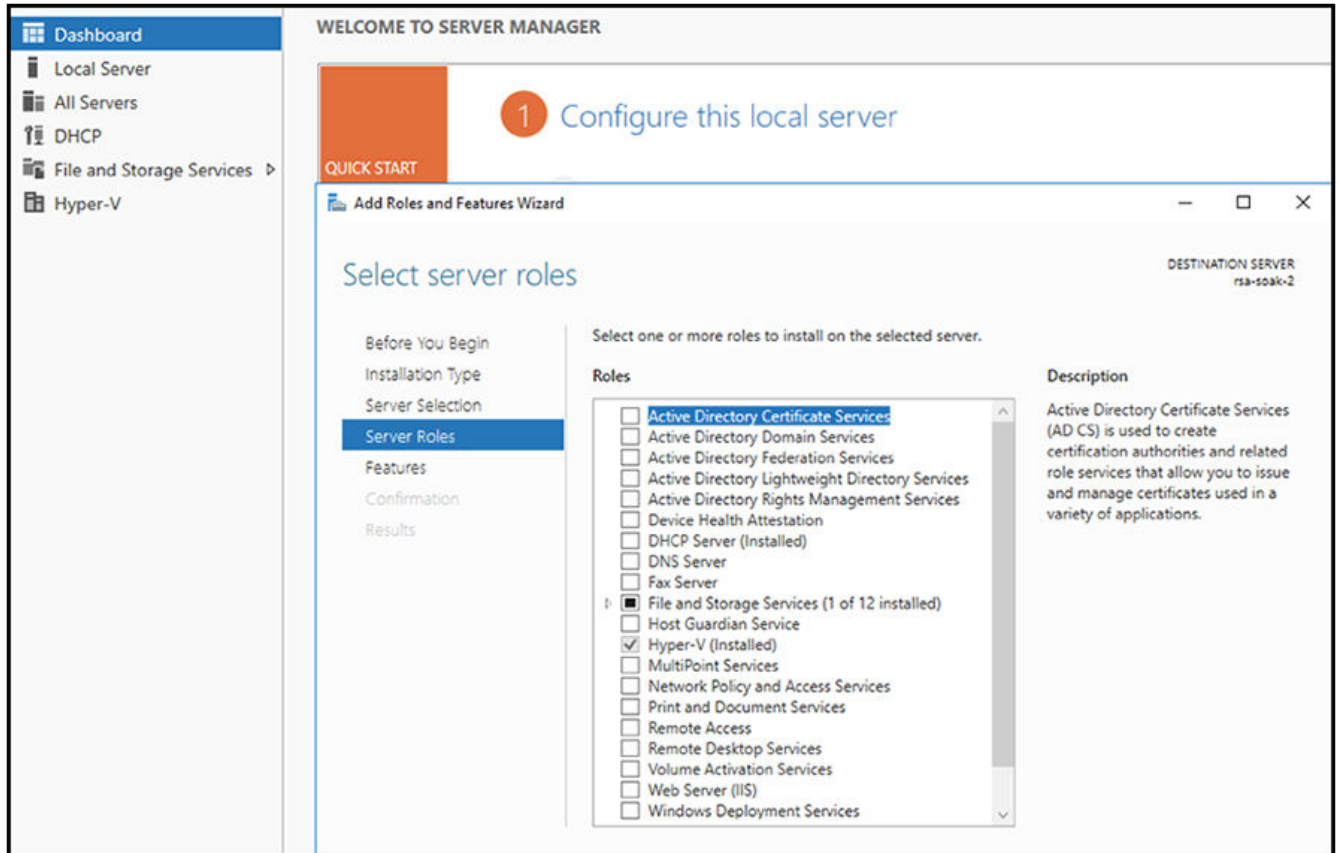 Dashboard
Local Server
All Servers
DHCP
File and Storage Services
Hyper-V
WELCOME TO SERVER MANAGER
1
Configure this local server
QUICK START
Add Roles and Features Wizard
Select server roles
DESTINATION SERVER
rsa-soak-2
Before You Begin
Installation Type
Server Selection
Server Roles
Features
Confirmation
Results
Select one or more roles to install on the selected server.
Roles
Active Directory Certificate Services
Active Directory Domain Services
Active Directory Federation Services
Active Directory Lightweight Directory Services
Active Directory Rights Management Services
Device Health Attestation
DHCP Server (Installed)
DNS Server
Fax Server
File and Storage Services (1 of 12 installed)
Host Guardian Service
Hyper-V (Installed)
MultiPoint Services
Network Policy and Access Services
Print and Document Services
Remote Access
Remote Desktop Services
Volume Activation Services
Web Server (IIS)
Windows Deployment Services
Description
Active Directory Certificate Services
(AD CS) is used to create
certification authorities and related
role services that allow you to issue
and manage certificates used in a
variety of applications.